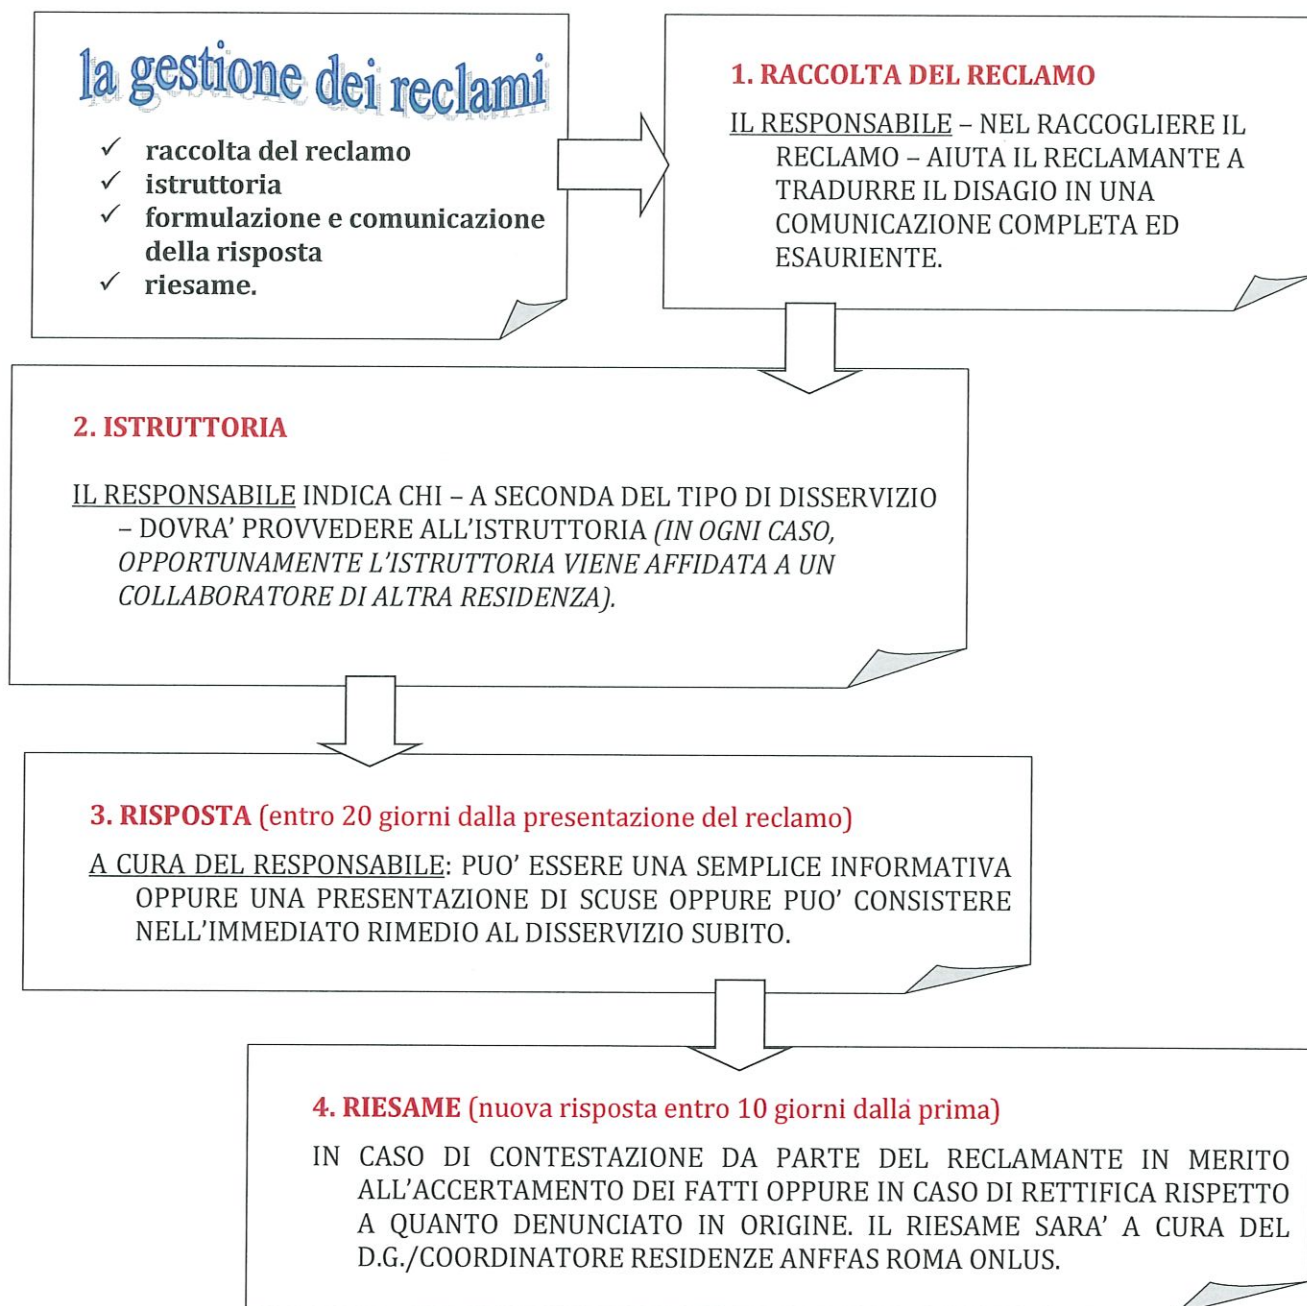 la gestione dei reclami
✓ raccolta del reclamo
✓ istruttoria
✓ formulazione e comunicazione
della risposta
✓ riesame.
1. RACCOLTA DEL RECLAMO
IL RESPONSABILE – NEL RACCOGLIERE IL
RECLAMO – AIUTA IL RECLAMANTE A
TRADURRE IL DISAGIO IN UNA
COMUNICAZIONE COMPLETA ED
ESAURIENTE.
2. ISTRUTTORIA
IL RESPONSABILE INDICA CHI – A SECONDA DEL TIPO DI DISSERVIZIO
– DOVRA’ PROVVEDERE ALL’ISTRUTTORIA (IN OGNI CASO,
OPPORTUNAMENTE L’ISTRUTTORIA VIENE AFFIDATA A UN
COLLABORATORE DI ALTRA RESIDENZA).
3. RISPOSTA (entro 20 giorni dalla presentazione del reclamo)
A CURA DEL RESPONSABILE: PUO’ ESSERE UNA SEMPLICE INFORMATIVA
OPPURE UNA PRESENTAZIONE DI SCUSE OPPURE PUO’ CONSISTERE
NELL’IMMEDIATO RIMEDIO AL DISSERVIZIO SUBITO.
4. RIESAME (nuova risposta entro 10 giorni dalla prima)
IN CASO DI CONTESTAZIONE DA PARTE DEL RECLAMANTE IN MERITO
ALL’ACCERTAMENTO DEI FATTI OPPURE IN CASO DI RETTIFICA RISPETTO
A QUANTO DENUNCIATO IN ORIGINE. IL RIESAME SARA’ A CURA DEL
D.G./COORDINATORE RESIDENZE ANFFAS ROMA ONLUS.